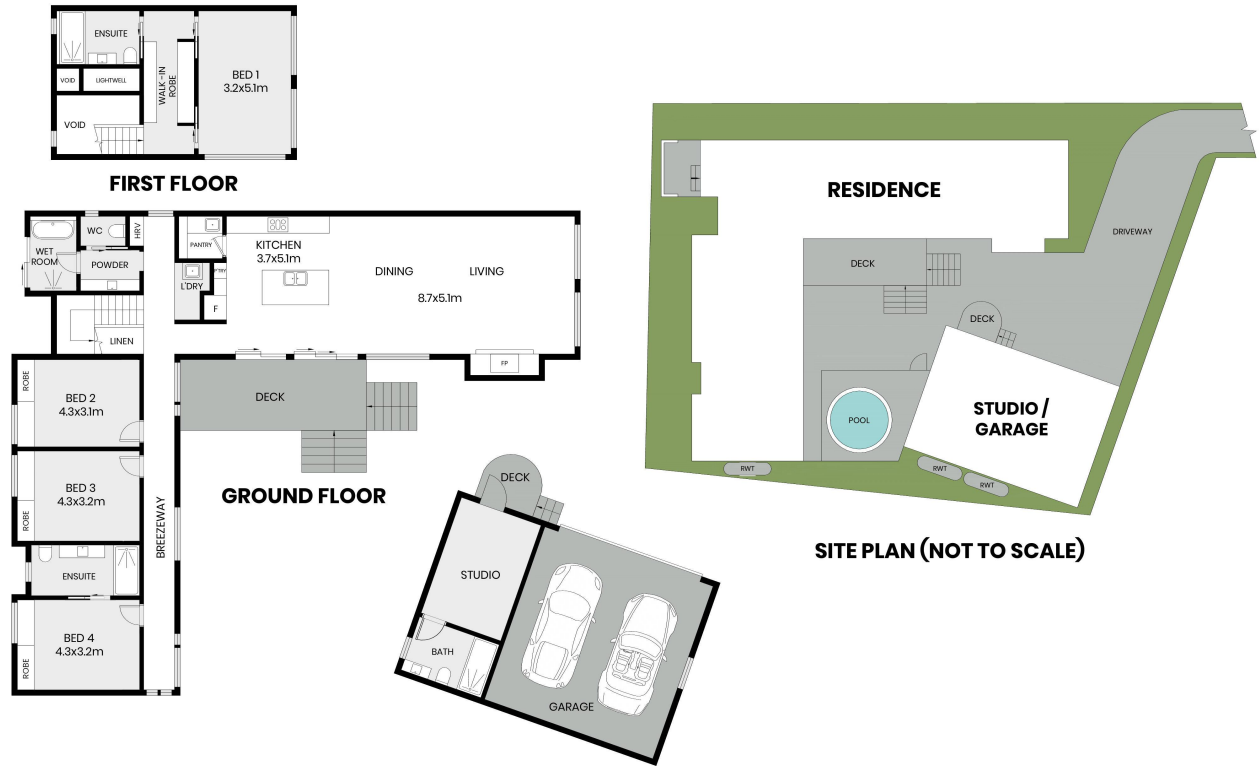 ENSUITE
VOID
LIGHTWELL
VOID
WALK-IN
ROBE
BED 1
3.2x5.1m
FIRST FLOOR
WET
ROOM
WC
HRV
POWDER
LINEN
PANTRY
L'DRY
F
KITCHEN
3.7x5.1m
DINING
LIVING
8.7x5.1m
FP
DECK
ROBE
BED 2
4.3x3.1m
BED 3
4.3x3.2m
ROBE
ENSUITE
BED 4
4.3x3.2m
ROBE
BREEZEWAY
GROUND FLOOR
DECK
STUDIO
BATH
GARAGE
RESIDENCE
DRIVEWAY
DECK
DECK
POOL
STUDIO /
GARAGE
RWT
RWT
RWT
SITE PLAN (NOT TO SCALE)